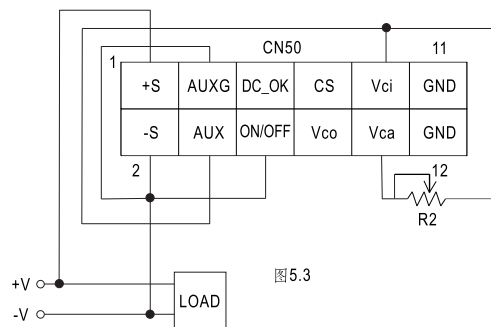 CN50
1
11
+S AUXG DC_OK CS Vci GND
-S AUX ON/OFF Vco Vca GND
2
12
R2
图5.3
+V
LOAD
-V